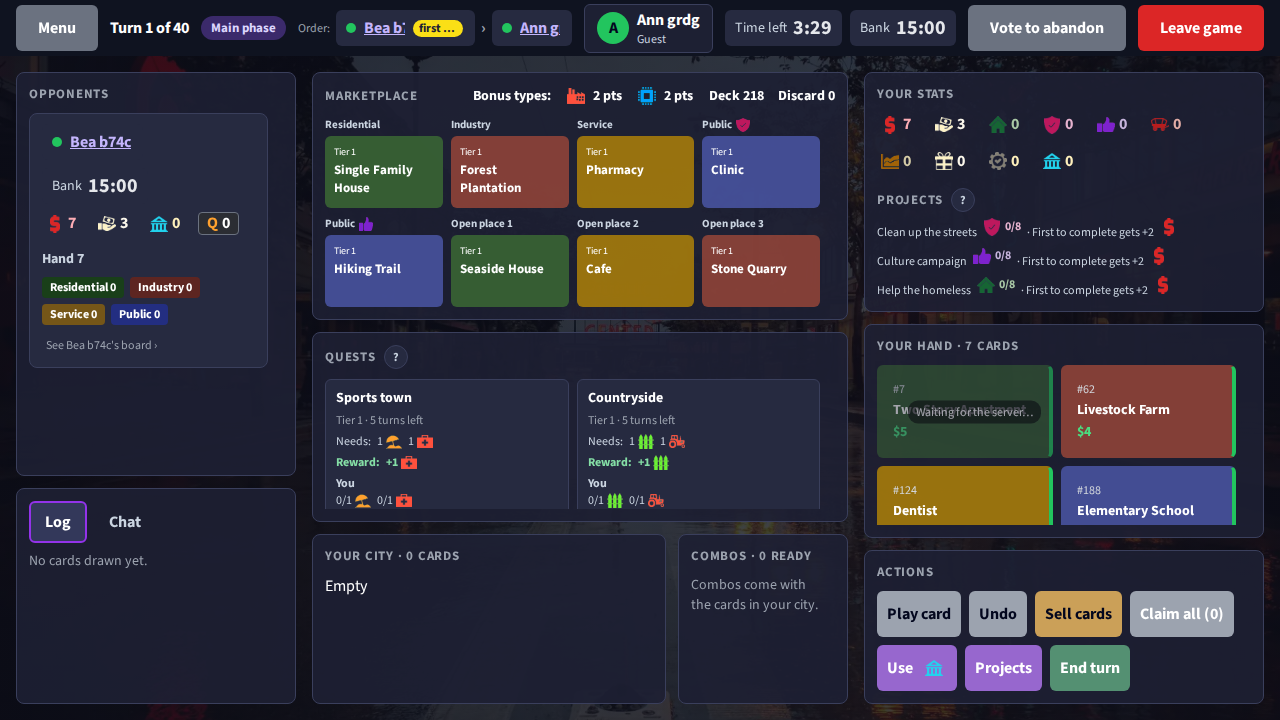 Menu
Turn 1 of 40
Main phase
Order:
Bea b
first ...
›
Ann g
A
Ann grdg
Guest
Time left 3:29
Bank 15:00
Vote to abandon
Leave game
OPPONENTS
Bea b74c
Bank 15:00
7 3 0 Q 0
Hand 7
Residential 0 Industry 0
Service 0 Public 0
See Bea b74c's board ›
Log Chat
No cards drawn yet.
MARKETPLACE
Bonus types: 2 pts 2 pts Deck 218 Discard 0
Residential Industry Service Public
Tier 1 Tier 1 Tier 1 Tier 1
Single Family House
Forest Plantation
Pharmacy
Clinic
Public Open place 1 Open place 2 Open place 3
Tier 1 Tier 1 Tier 1 Tier 1
Hiking Trail Seaside House Cafe Stone Quarry
QUESTS ?
Sports town
Tier 1 · 5 turns left
Needs: 1 1
Reward: +1
You
0/1 0/1
Countryside
Tier 1 · 5 turns left
Needs: 1 1
Reward: +1
You
0/1 0/1
YOUR CITY · 0 CARDS
Empty
COMBOS · 0 READY
Combos come with
the cards in your city.
YOUR STATS
7 3 0 0 0 0
0 0 0 0
PROJECTS ?
Clean up the streets 0/8 · First to complete gets +2
Culture campaign 0/8 · First to complete gets +2
Help the homeless 0/8 · First to complete gets +2
YOUR HAND · 7 CARDS
#7
Waiting for the server...
$5
#62
Livestock Farm
$4
#124
Dentist
#188
Elementary School
ACTIONS
Play card Undo Sell cards Claim all (0)
Use Projects End turn